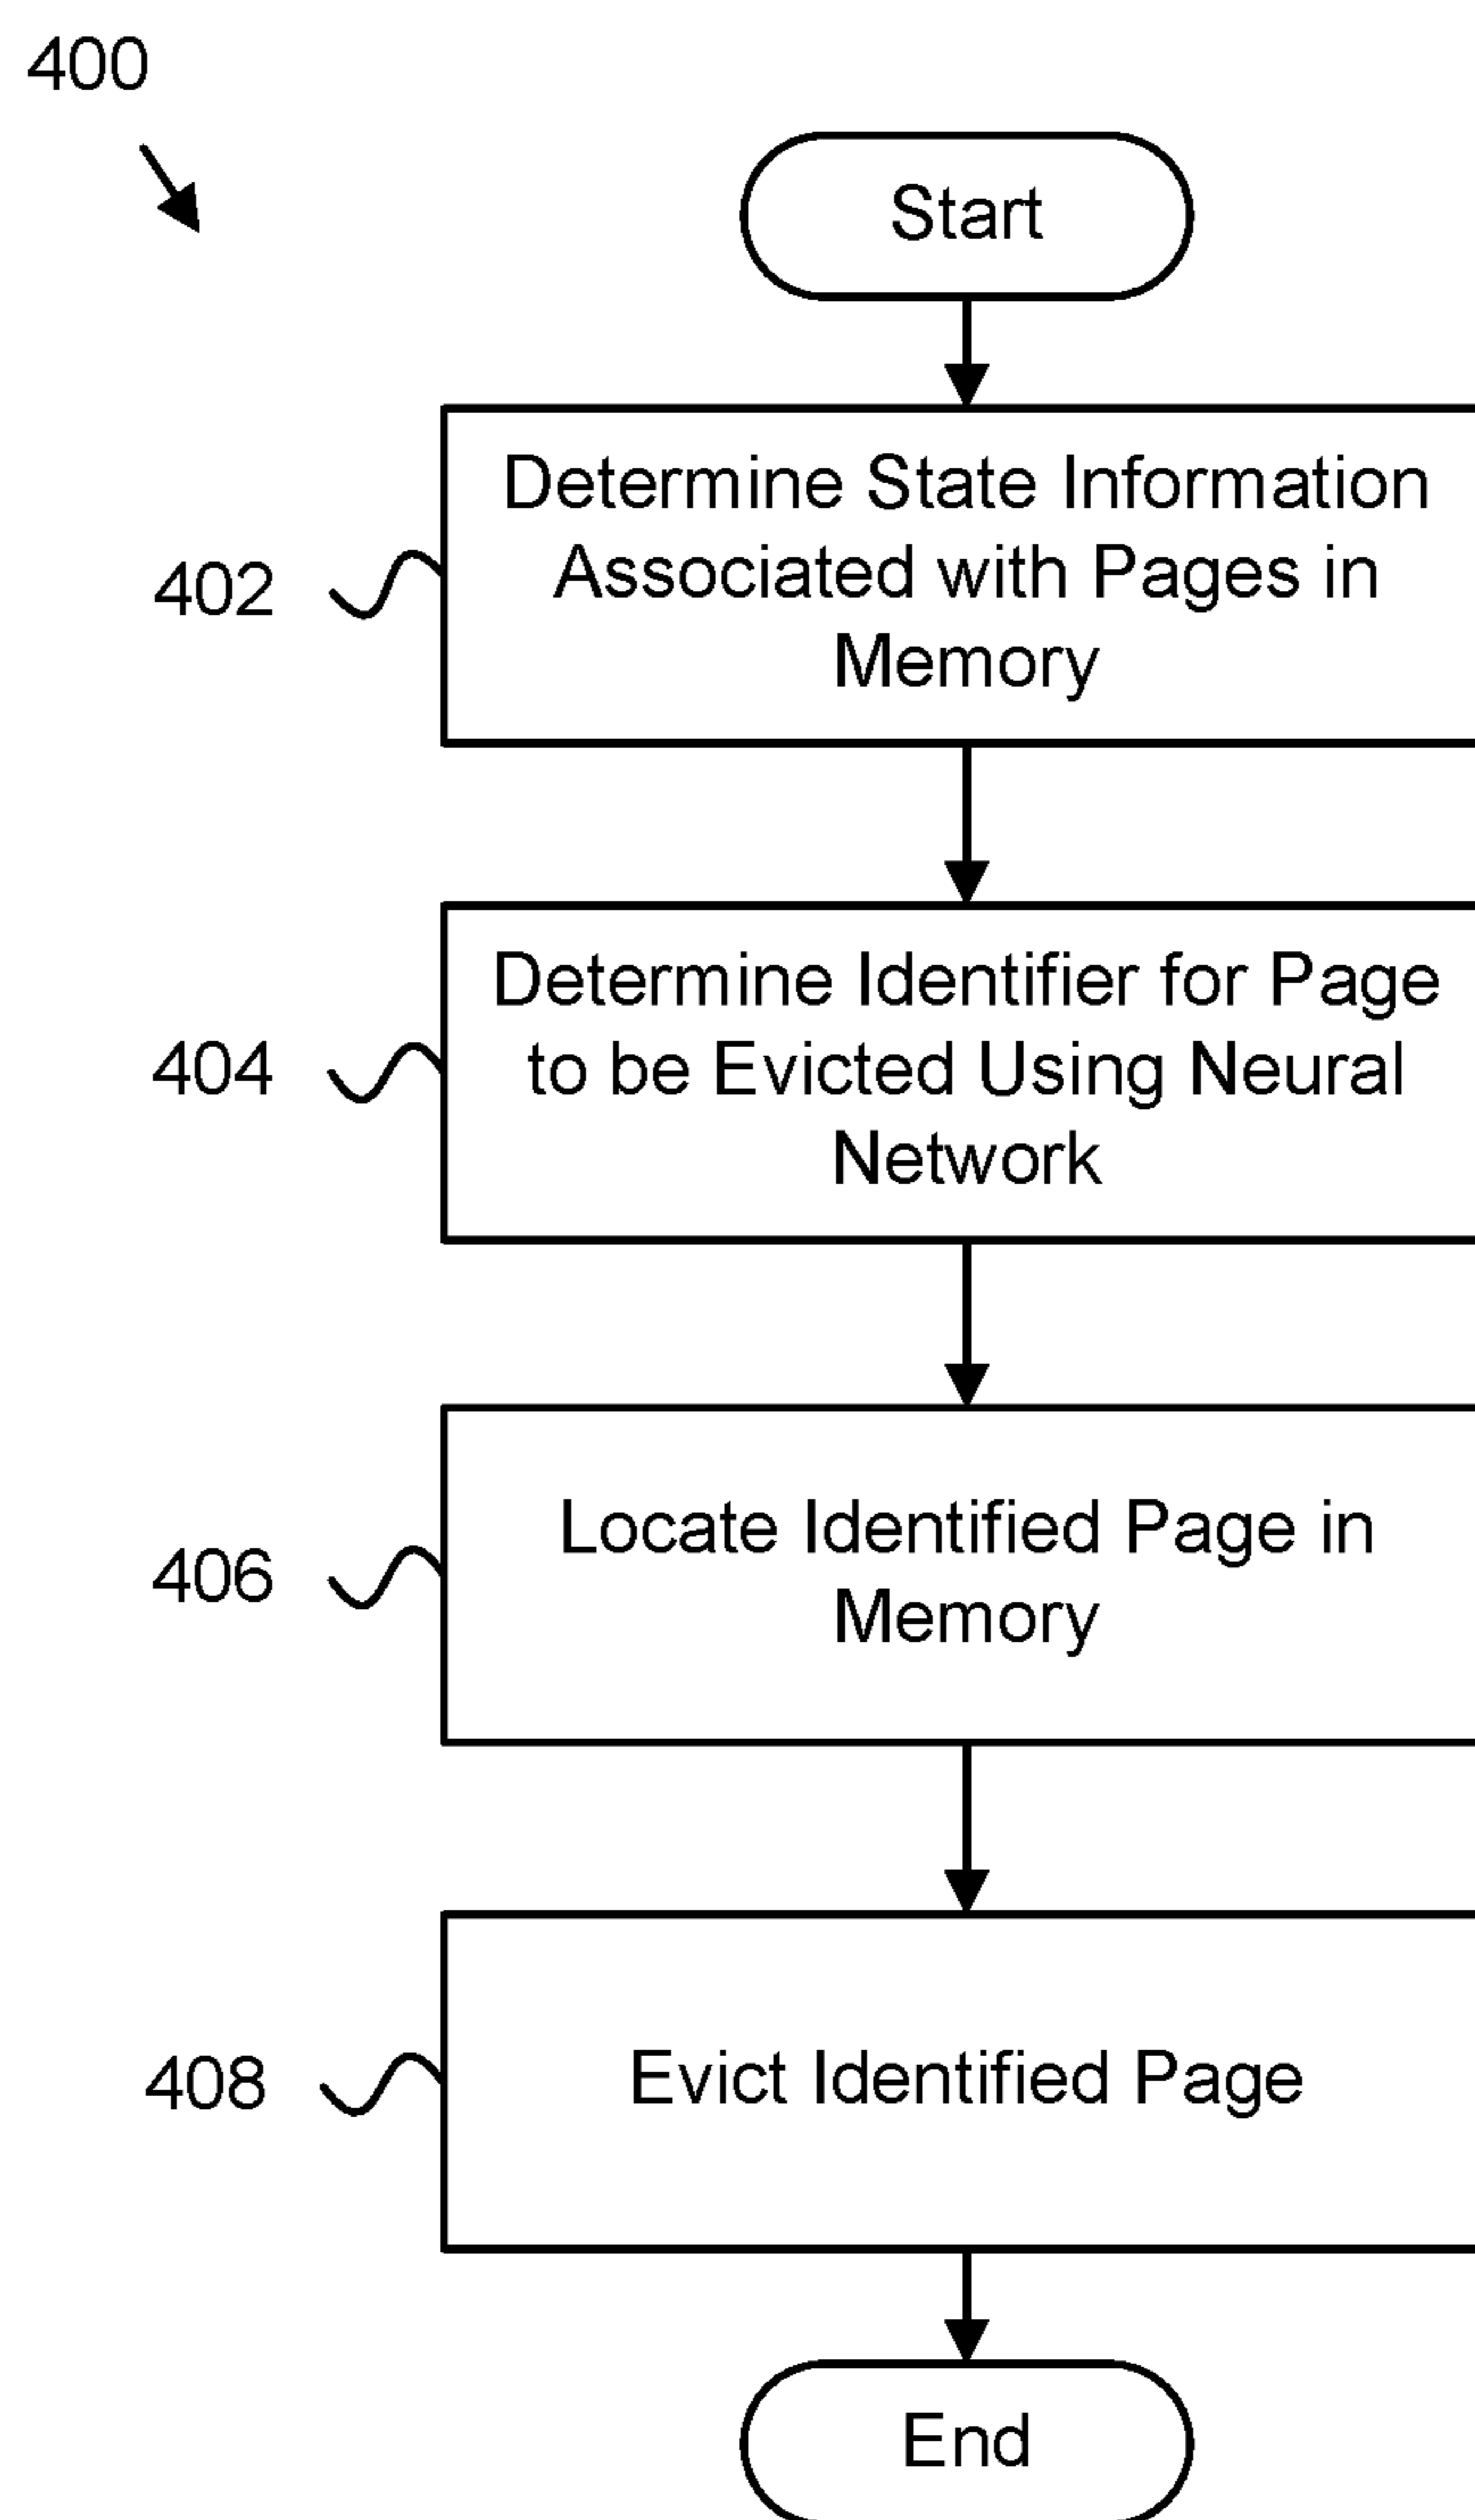 400
Start
Determine State Information
Associated with Pages in
Memory
402
Determine Identifier for Page
to be Evicted Using Neural
Network
404
Locate Identified Page in
Memory
406
Evict Identified Page
408
End